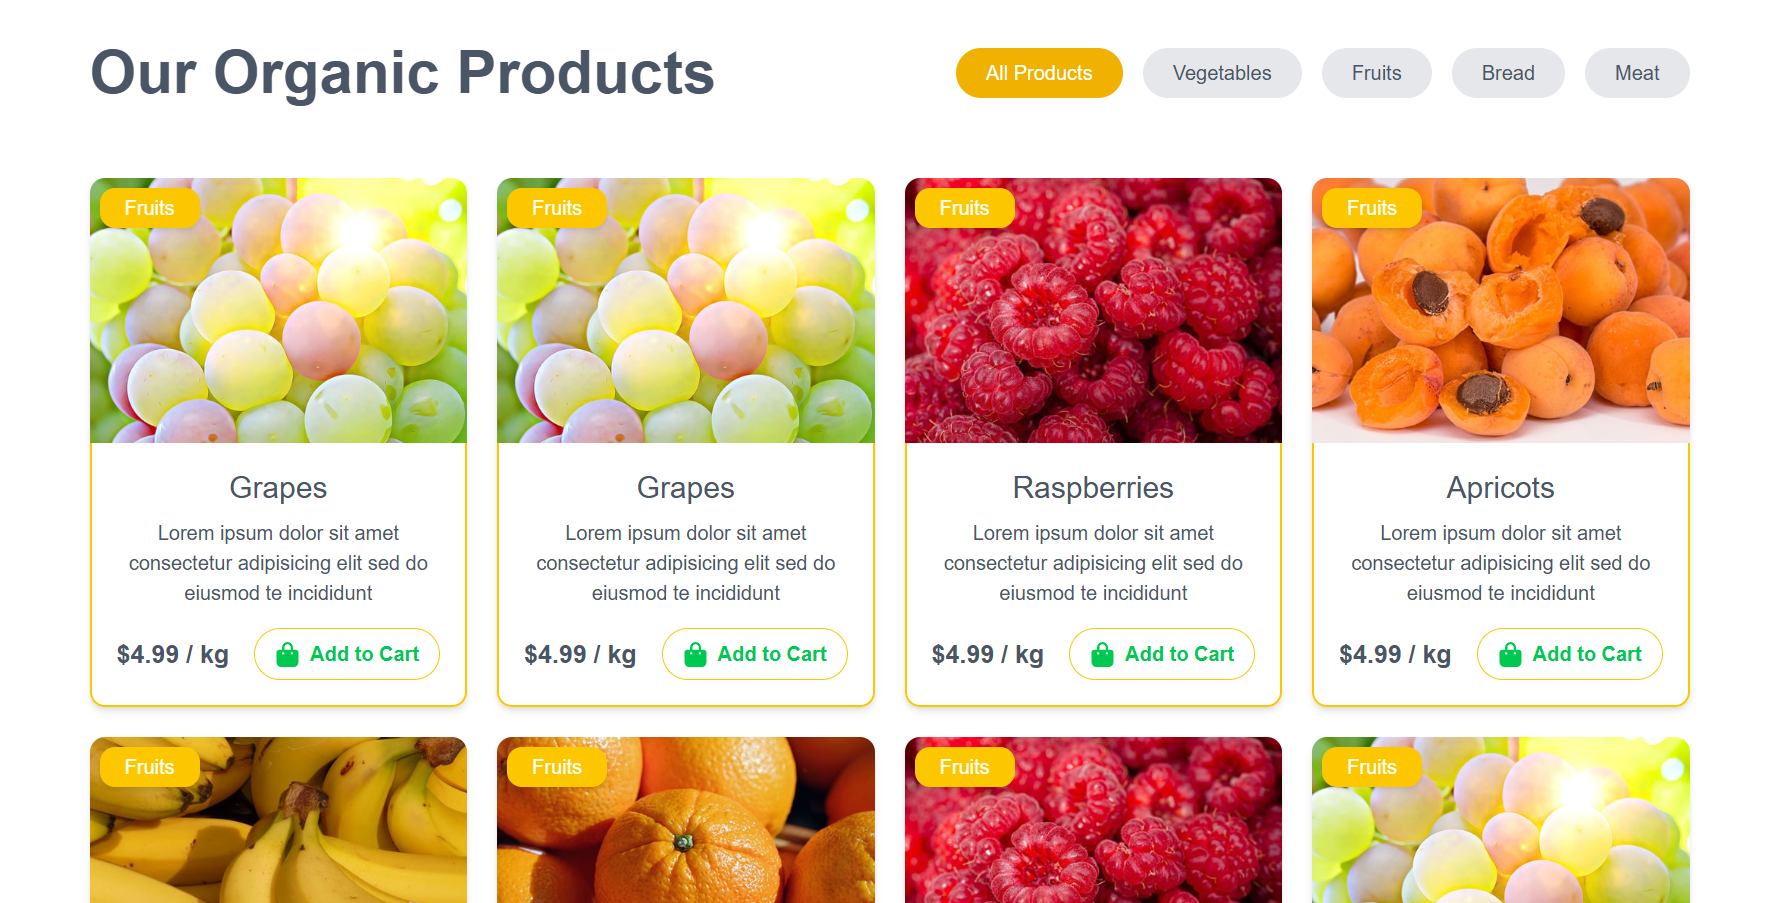 Our Organic Products
All Products
Vegetables
Fruits
Bread
Meat
Fruits
Fruits
Fruits
Fruits
Grapes
Lorem ipsum dolor sit amet
consectetur adipisicing elit sed do
eiusmod te incididunt
$4.99 / kg
Add to Cart
Grapes
Lorem ipsum dolor sit amet
consectetur adipisicing elit sed do
eiusmod te incididunt
$4.99 / kg
Add to Cart
Raspberries
Lorem ipsum dolor sit amet
consectetur adipisicing elit sed do
eiusmod te incididunt
$4.99 / kg
Add to Cart
Apricots
Lorem ipsum dolor sit amet
consectetur adipisicing elit sed do
eiusmod te incididunt
$4.99 / kg
Add to Cart
Fruits
Fruits
Fruits
Fruits